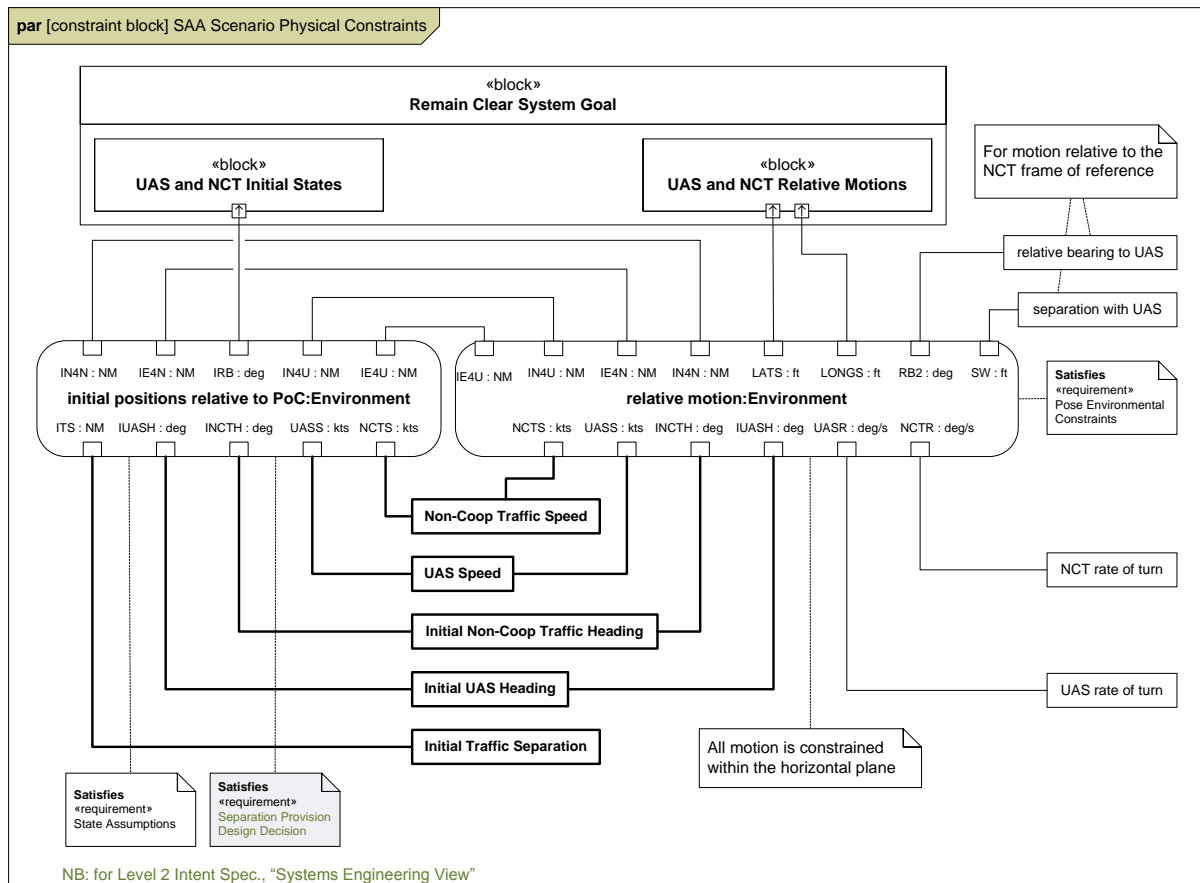 par [constraint block] SAA Scenario Physical Constraints
«block»
Remain Clear System Goal
«block»
UAS and NCT Initial States
«block»
UAS and NCT Relative Motions
For motion relative to the
NCT frame of reference
relative bearing to UAS
separation with UAS
IN4N : NM
IE4N : NM
IRB : deg
IN4U : NM
IE4U : NM
initial positions relative to PoC:Environment
ITS : NM
IUASH : deg
INCTH : deg
UASS : kts
NCTS : kts
IE4U : NM
IN4U : NM
IE4N : NM
IN4N : NM
LATS : ft
LONGS : ft
RB2 : deg
SW : ft
relative motion:Environment
NCTS : kts
UASS : kts
INCTH : deg
IUASH : deg
UASR : deg/s
NCTR : deg/s
Satisfies
«requirement»
Pose Environmental
Constraints
Non-Coop Traffic Speed
UAS Speed
NCT rate of turn
Initial Non-Coop Traffic Heading
Initial UAS Heading
UAS rate of turn
Initial Traffic Separation
All motion is constrained
within the horizontal plane
Satisfies
«requirement»
State Assumptions
Satisfies
«requirement»
Separation Provision
Design Decision
NB: for Level 2 Intent Spec., “Systems Engineering View”